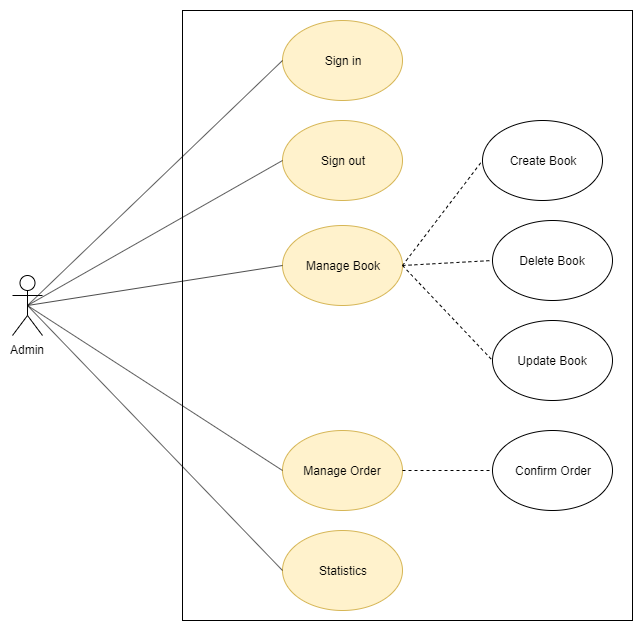 Sign in
Sign out
Create Book
Manage Book
Delete Book
Admin
Update Book
Manage Order
Confirm Order
Statistics